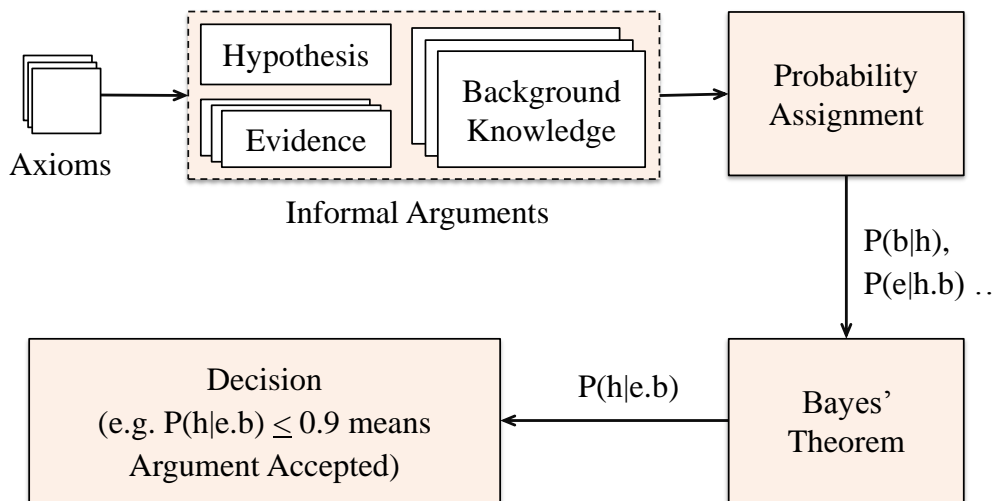 Axioms
Hypothesis
Evidence
Background
Knowledge
Informal Arguments
Probability
Assignment
P(b|h),
P(e|h.b) ..
Bayes’
Theorem
P(h|e.b)
Decision
(e.g. P(h|e.b) ≤ 0.9 means
Argument Accepted)